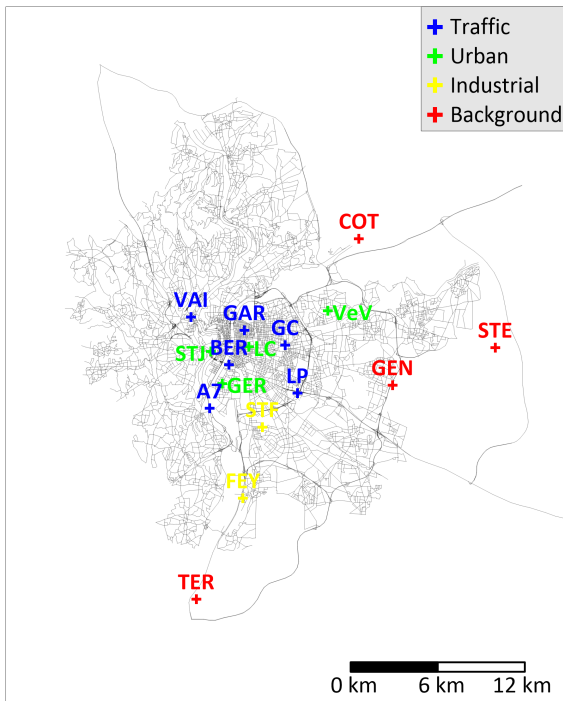 Traffic
Urban
Industrial
Background
COT
VAI
GAR
GC
VeV
STE
STJ
BER
LC
GEN
A7
GER
LP
STF
FEY
TER
0 km 6 km 12 km